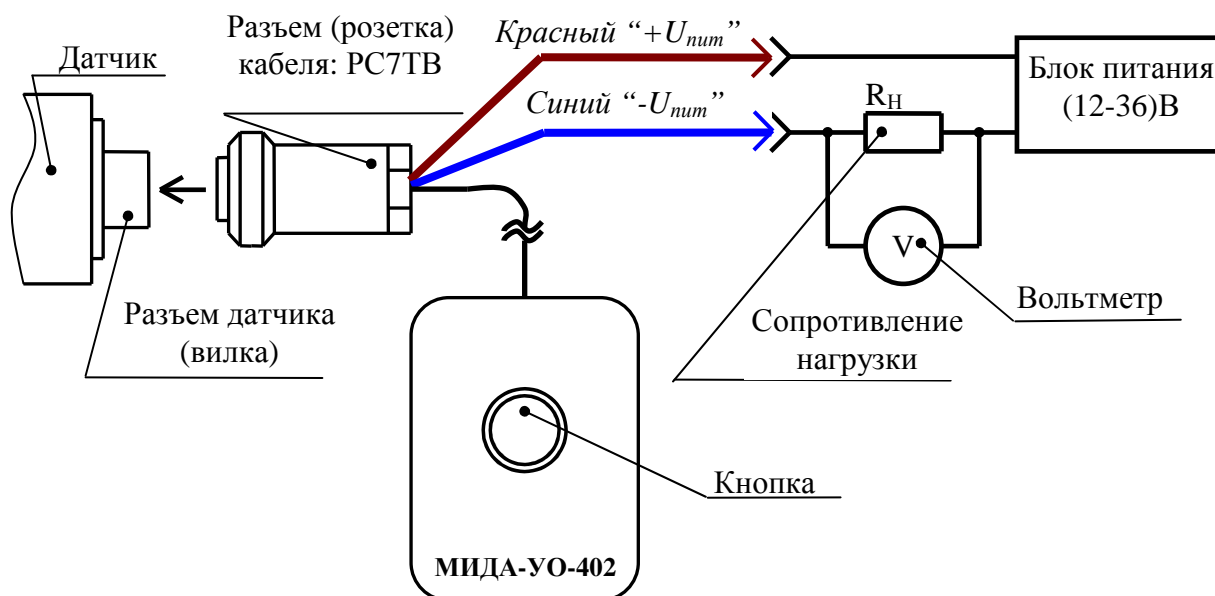 Датчик
Разъем (розетка)
кабеля: РС7ТВ
Красный “+Uпит”
Синий “-Uпит”
RН
Блок питания
(12-36)В
V
Вольтметр
Разъем датчика
(вилка)
Сопротивление
нагрузки
Кнопка
МИДА-УО-402